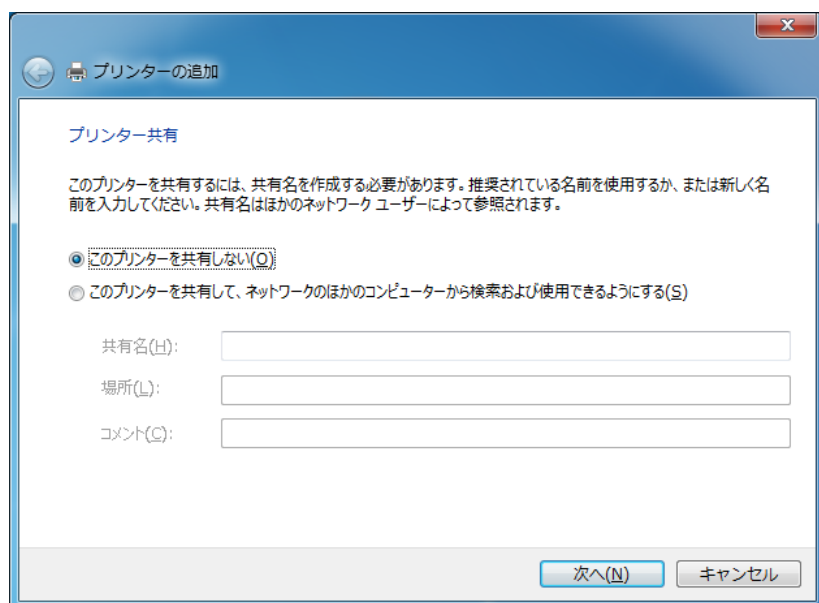 プリンターの追加
プリンター共有
このプリンターを共有するには、共有名を作成する必要があります。推奨されている名前を使用するか、または新しく名
前を入力してください。共有名はほかのネットワーク ユーザーによって参照されます。
このプリンターを共有しない(O)
このプリンターを共有して、ネットワークのほかのコンピューターから検索および使用できるようにする(S)
共有名(H):
場所(L):
コメント(C):
次へ(N)
キャンセル